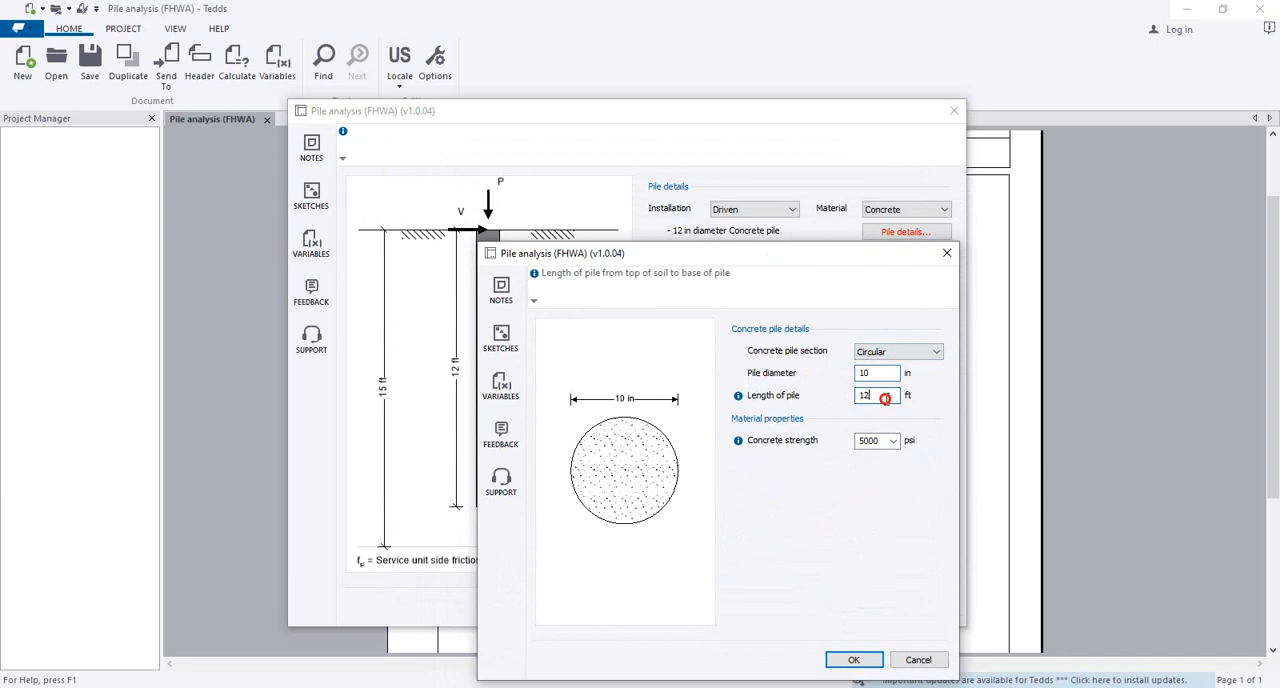 Pile analysis (FHWA) - Tedds
HOME PROJECT VIEW HELP
Log in
New Open Save Duplicate Send To Header Calculate Variables Find Next US Locale Options
Document
Project Manager
Pile analysis (FHWA)
Pile analysis (FHWA) (v1.0.04)
NOTES
SKETCHES
VARIABLES
FEEDBACK
SUPPORT
P
V
15 ft
12 ft
Pile details
Installation Driven Material Concrete
- 12 in diameter Concrete pile Pile details...
Pile analysis (FHWA) (v1.0.04)
Length of pile from top of soil to base of pile
NOTES
SKETCHES
VARIABLES
FEEDBACK
SUPPORT
10 in
Concrete pile details
Concrete pile section Circular
Pile diameter 10 in
Length of pile 12 ft
Material properties
Concrete strength 5000 psi
fsi = Service unit side frictio
OK Cancel
For Help, press F1
Important updates are available for Tedds *** Click here to install updates.
Page 1 of 1